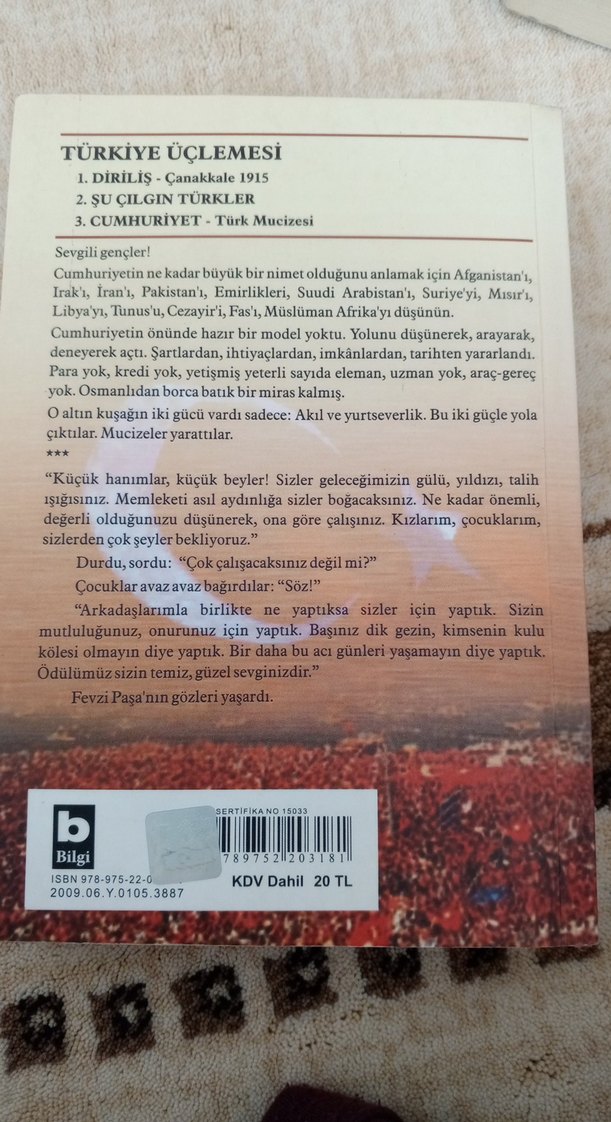 TÜRKİYE ÜÇLEMESİ
1. DİRİLİŞ - Çanakkale 1915
2. ŞU ÇILGIN TÜRKLER
3. CUMHURİYET - Türk Mucizesi
Sevgili gençler!
Cumhuriyetin ne kadar büyük bir nimet olduğunu anlamak için Afganistan'ı,
Irak'ı, İran'ı, Pakistan'ı, Emirlikleri, Suudi Arabistan'ı, Suriye'yi, Mısır'ı,
Libya'yı, Tunus'u, Cezayir'i, Fas'ı, Müslüman Afrika'yı düşünün.
Cumhuriyetin önünde hazır bir model yoktu. Yolunu düşünerek, arayarak,
deneyerek açtı. Şartlardan, ihtiyaçlardan, imkânlardan, tarihten yararlandı.
Para yok, kredi yok, yetişmiş yeterli sayıda eleman, uzman yok, araç-gereç
yok. Osmanlıdan borca batık bir miras kalmış.
O altın kuşağın iki gücü vardı sadece: Akıl ve yurtseverlik. Bu iki güçle yola
çıktılar. Mucizeler yarattılar.
***
“Küçük hanımlar, küçük beyler! Sizler geleceğimizin gülü, yıldızı, talih
ışığısınız. Memleketi asıl aydınlığa sizler boğacaksınız. Ne kadar önemli,
değerli olduğunuzu düşünerek, ona göre çalışınız. Kızlarım, çocuklarım,
sizlerden çok şeyler bekliyoruz.”
Durdu, sordu: “Çok çalışacaksınız değil mi?”
Çocuklar avaz avaz bağırdılar: “Söz!”
“Arkadaşlarımla birlikte ne yaptıksa sizler için yaptık. Sizin
mutluluğunuz, onurunuz için yaptık. Başınız dik gezin, kimsenin kulu
kölesi olmayın diye yaptık. Bir daha bu acı günleri yaşamayın diye yaptık.
Ödülümüz sizin temiz, güzel sevginizdir.”
Fevzi Paşa'nın gözleri yaşardı.
SERTİFİKA NO 15033
b
Bilgi
789752 203181
ISBN 978-975-22-0
2009.06.Y.0105.3887
KDV Dahil 20 TL